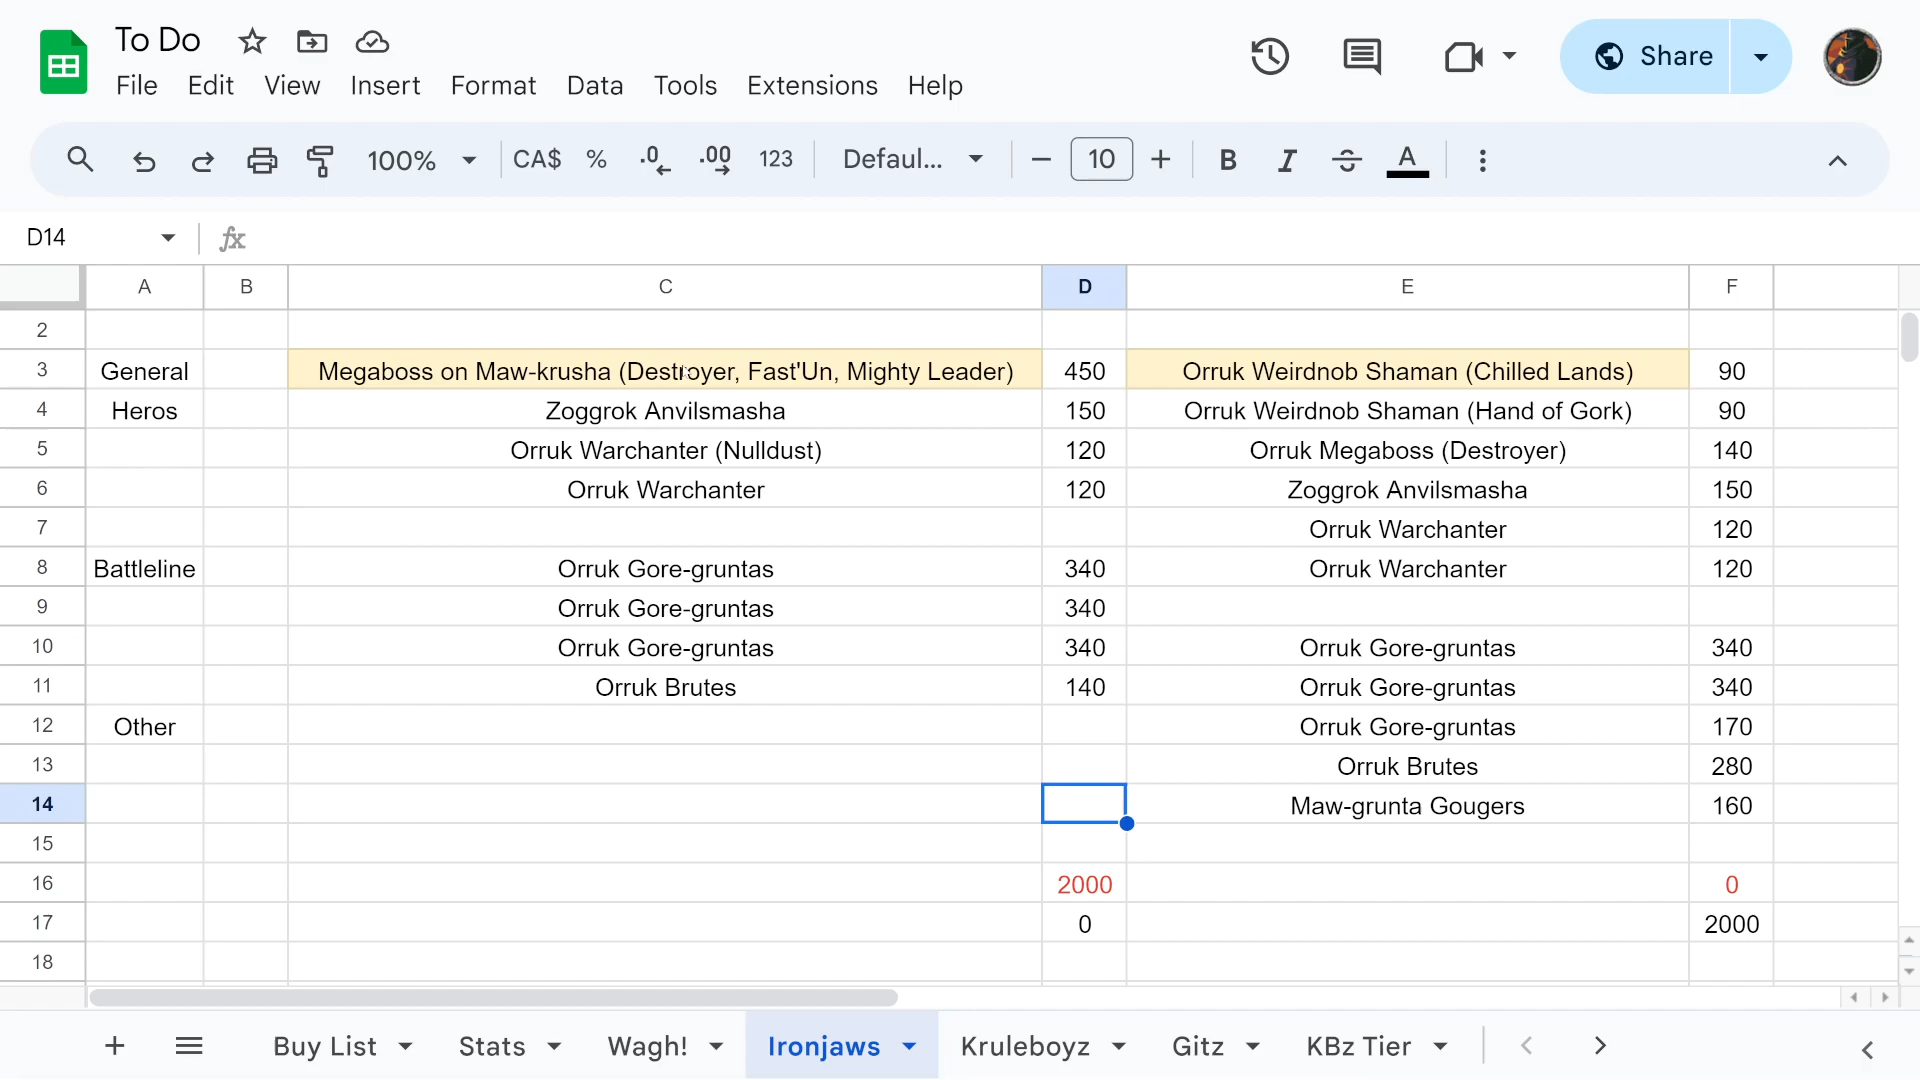 To Do
File Edit View Insert Format Data Tools Extensions Help
Share
100% CA$ % .0 .00 123 Defaul... 10 B I S A
D14 fx
A B C D E F
2
3 General Megaboss on Maw-krusha (Destroyer, Fast'Un, Mighty Leader) 450 Orruk Weirdnob Shaman (Chilled Lands) 90
4 Heros Zoggrok Anvilsmasha 150 Orruk Weirdnob Shaman (Hand of Gork) 90
5 Orruk Warchanter (Nulldust) 120 Orruk Megaboss (Destroyer) 140
6 Orruk Warchanter 120 Zoggrok Anvilsmasha 150
7 Orruk Warchanter 120
8 Battleline Orruk Gore-gruntas 340 Orruk Warchanter 120
9 Orruk Gore-gruntas 340
10 Orruk Gore-gruntas 340 Orruk Gore-gruntas 340
11 Orruk Brutes 140 Orruk Gore-gruntas 340
12 Other Orruk Gore-gruntas 170
13 Orruk Brutes 280
14 Maw-grunta Gougers 160
15
16 2000 0
17 0 2000
18
Buy List Stats Wagh! Ironjaws Kruleboyz Gitz KBz Tier